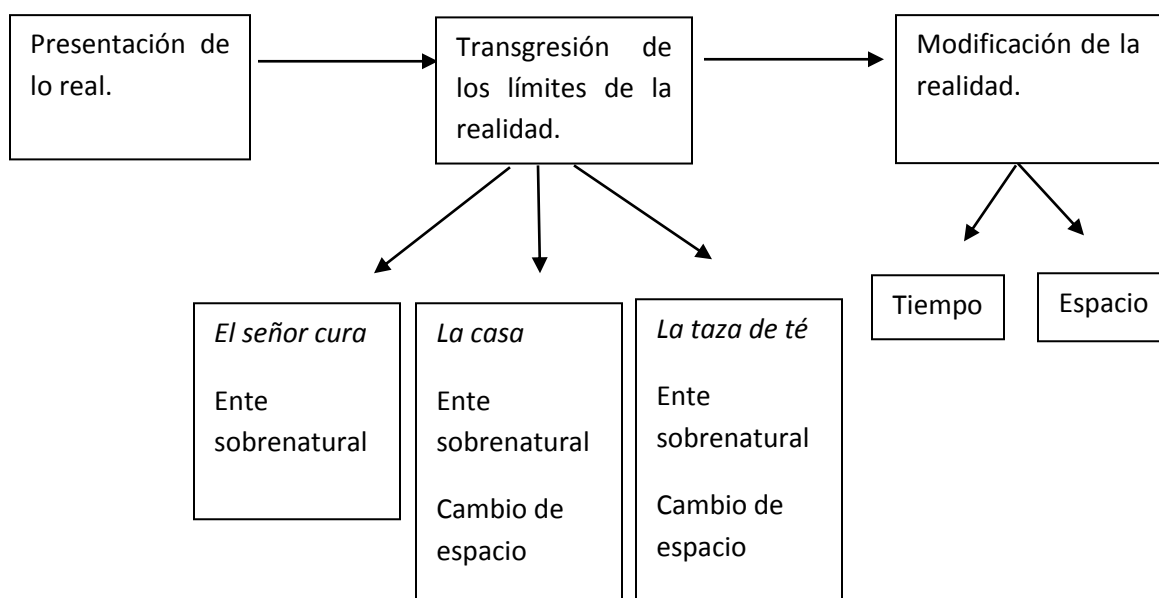 Presentación de
lo real.
Transgresión de
los límites de la
realidad.
Modificación de la
realidad.
El señor cura
Ente
sobrenatural
La casa
Ente
sobrenatural
Cambio de
espacio
La taza de té
Ente
sobrenatural
Cambio de
espacio
Tiempo
Espacio